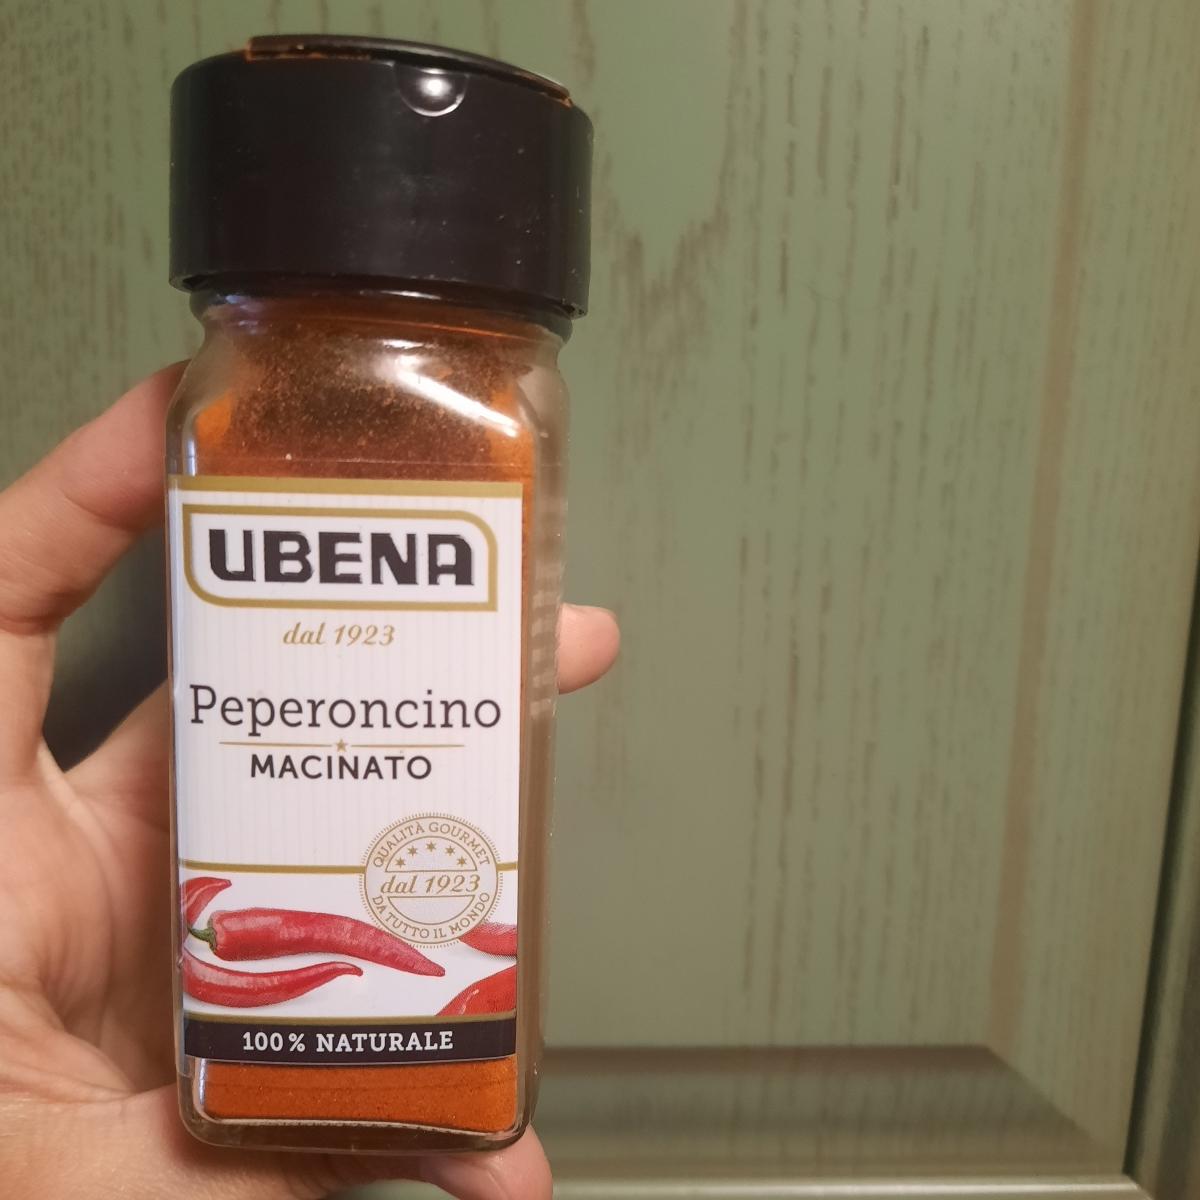 UBENA
dal 1923
Peperoncino
MACINATO
QUALITÀ GOURMET
dal 1923
DA TUTTO IL MONDO
100% NATURALE